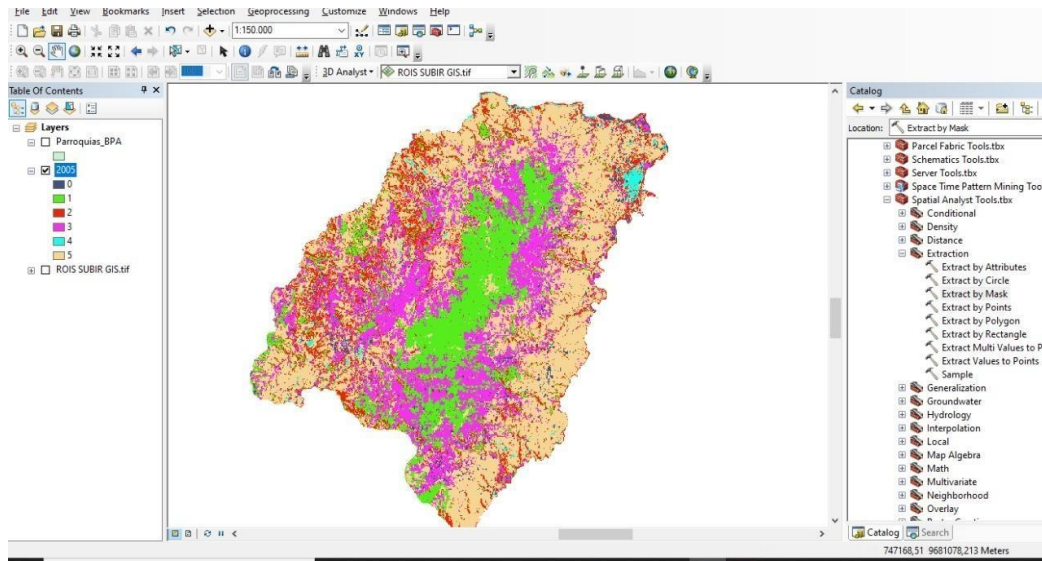 File Edit View Bookmarks Insert Selection Geoprocessing Customize Windows Help
1:150.000
3D Analyst ROIS SUBIR GIS.tif
Table Of Contents
Layers
Parroquias_BPA
2005
0
1
2
3
4
5
ROIS SUBIR GIS.tif
Catalog
Location: Extract by Mask
Parcel Fabric Tools.tbx
Schematics Tools.tbx
Server Tools.tbx
Space Time Pattern Mining Too
Spatial Analyst Tools.tbx
Conditional
Density
Distance
Extraction
Extract by Attributes
Extract by Circle
Extract by Mask
Extract by Points
Extract by Polygon
Extract by Rectangle
Extract Multi Values to P
Extract Values to Points
Sample
Generalization
Groundwater
Hydrology
Interpolation
Local
Map Algebra
Math
Multivariate
Neighborhood
Overlay
Catalog Search
747168,51 9681078,213 Meters